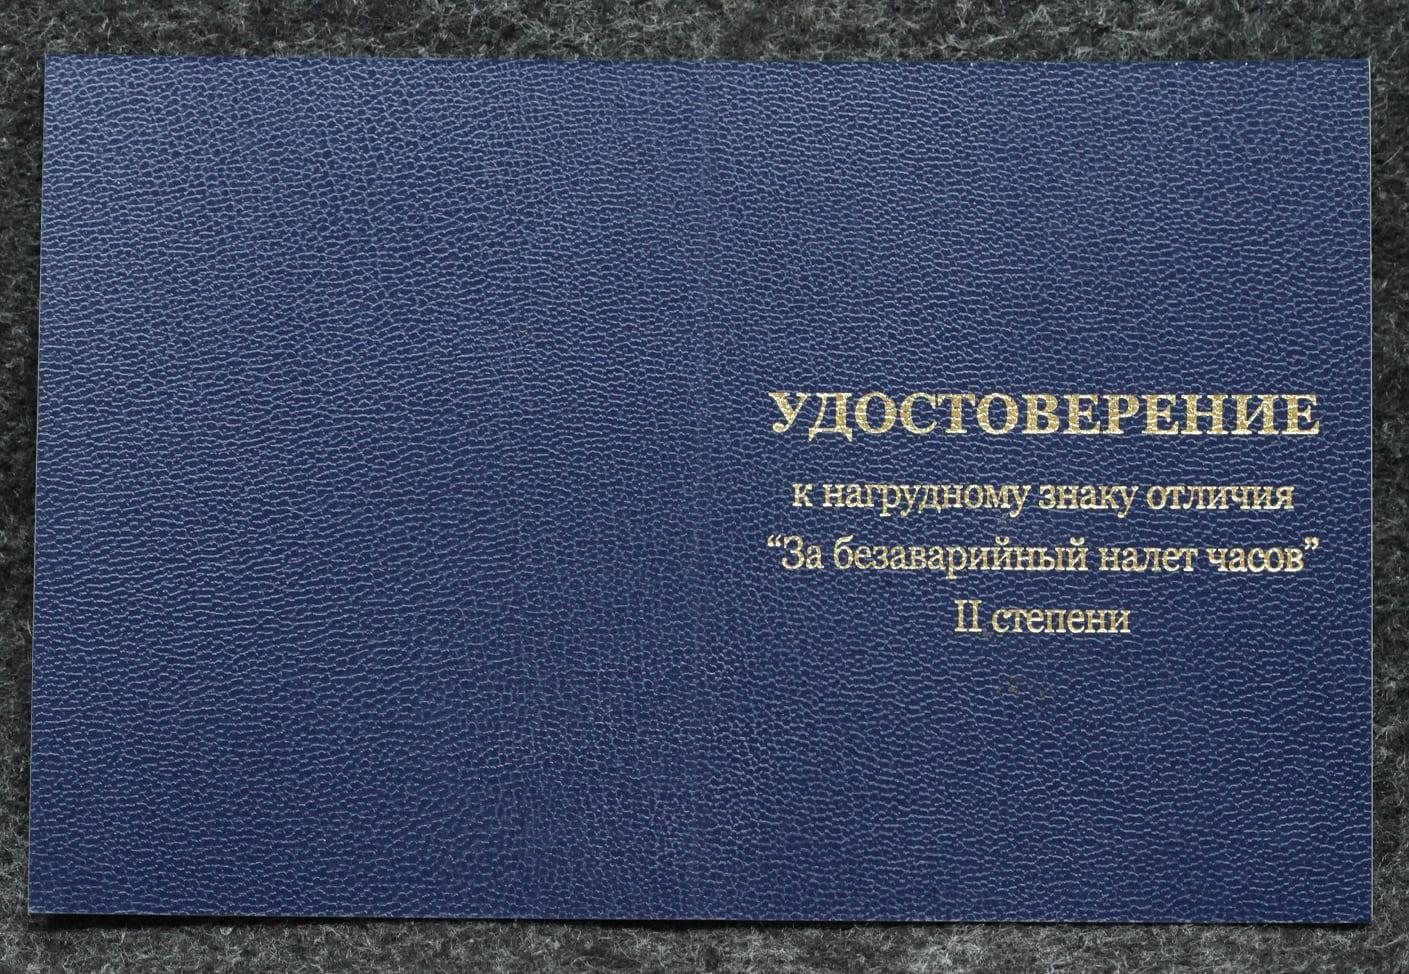 УДОСТОВЕРЕНИЕ
к нагрудному знаку отличия
“За безаварийный налет часов”
II степени